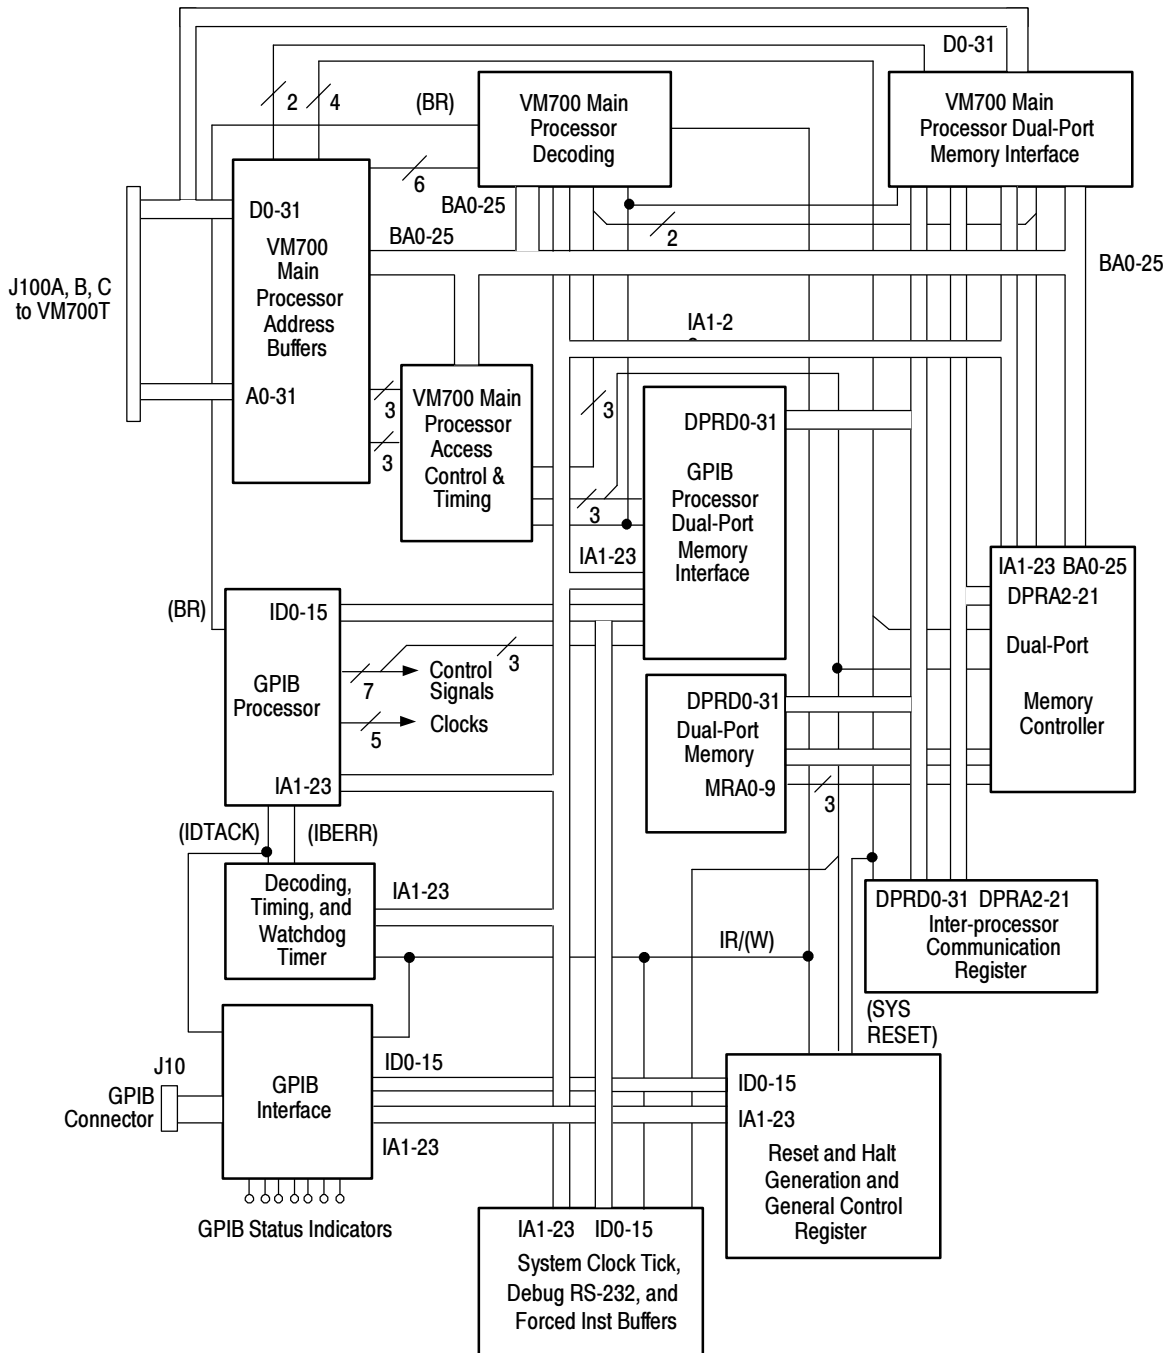 D0-31
2
4
(BR)
VM700 Main
Processor
Decoding
VM700 Main
Processor Dual-Port
Memory Interface
6
BA0-25
D0-31
BA0-25
2
BA0-25
VM700
Main
Processor
Address
Buffers
J100A, B, C
to VM700T
IA1-2
A0-31
3
3
VM700 Main
Processor
Access
Control &
Timing
3
3
DPRD0-31
GPIB
Processor
Dual-Port
Memory
Interface
IA1-23
IA1-23 BA0-25
DPRA2-21
Dual-Port
Memory
Controller
(BR)
ID0-15
GPIB
Processor
IA1-23
7
Control
Signals
3
5
Clocks
DPRD0-31
Dual-Port
Memory
MRA0-9
3
(IDTACK)
(IBERR)
Decoding,
Timing, and
Watchdog
Timer
IA1-23
DPRD0-31 DPRA2-21
Inter-processor
Communication
Register
IR/(W)
(SYS
RESET)
J10
GPIB
Connector
GPIB
Interface
ID0-15
IA1-23
GPIB Status Indicators
ID0-15
IA1-23
Reset and Halt
Generation and
General Control
Register
IA1-23 ID0-15
System Clock Tick,
Debug RS-232, and
Forced Inst Buffers